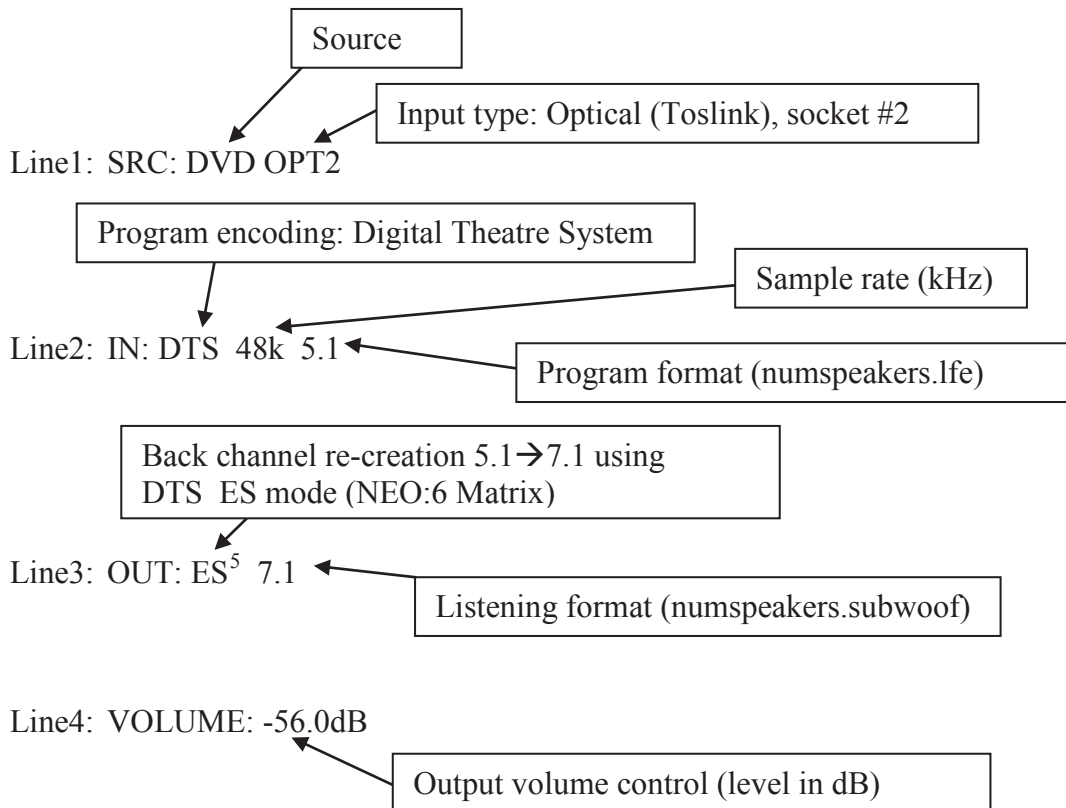 Source
Input type: Optical (Toslink), socket #2
Line1: SRC: DVD OPT2
Program encoding: Digital Theatre System
Sample rate (kHz)
Line2: IN: DTS 48k 5.1
Program format (numspeakers.lfe)
Back channel re-creation 5.1→7.1 using
DTS ES mode (NEO:6 Matrix)
Line3: OUT: ES⁵ 7.1
Listening format (numspeakers.subwoof)
Line4: VOLUME: -56.0dB
Output volume control (level in dB)